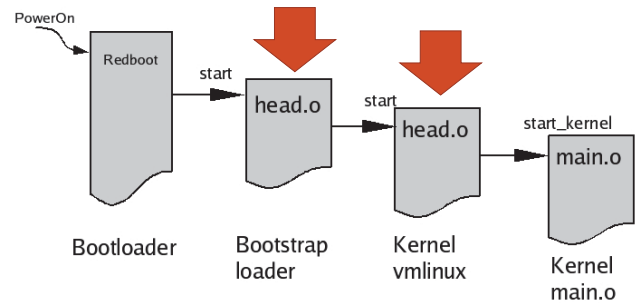 PowerOn
Redboot
start
head.o
start
head.o
start_kernel
main.o
Bootloader
Bootstrap
loader
Kernel
vmlinux
Kernel
main.o